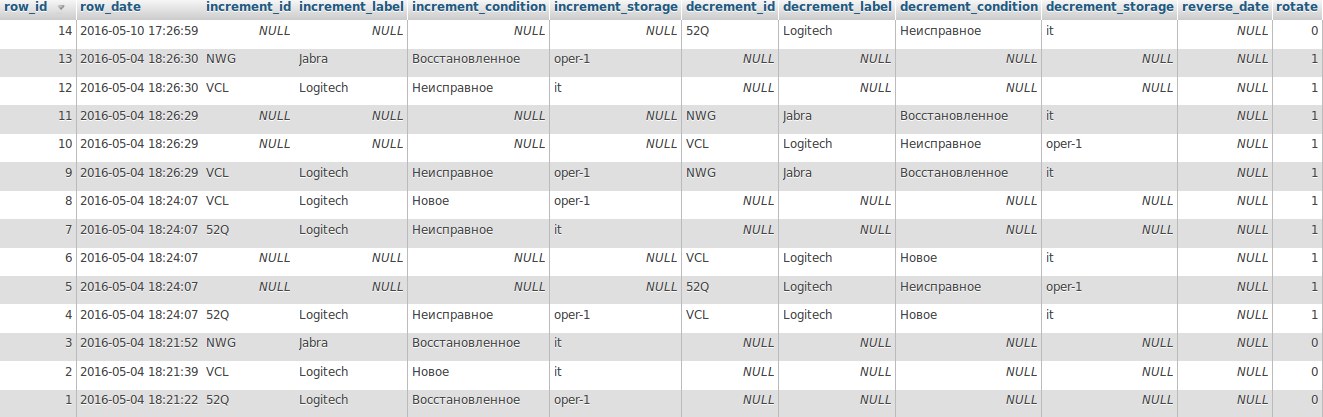 row_id row_date increment_id increment_label increment_condition increment_storage decrement_id decrement_label decrement_condition decrement_storage reverse_date rotate
14 2016-05-10 17:26:59 NULL NULL NULL NULL 52Q Logitech Неисправное it NULL 0
13 2016-05-04 18:26:30 NWG Jabra Восстановленное oper-1 NULL NULL NULL NULL NULL 1
12 2016-05-04 18:26:30 VCL Logitech Неисправное it NULL NULL NULL NULL NULL 1
11 2016-05-04 18:26:29 NULL NULL NULL NULL NWG Jabra Восстановленное it NULL 1
10 2016-05-04 18:26:29 NULL NULL NULL NULL VCL Logitech Неисправное oper-1 NULL 1
9 2016-05-04 18:26:29 VCL Logitech Неисправное oper-1 NWG Jabra Восстановленное it NULL 1
8 2016-05-04 18:24:07 VCL Logitech Новое oper-1 NULL NULL NULL NULL NULL 1
7 2016-05-04 18:24:07 52Q Logitech Неисправное it NULL NULL NULL NULL NULL 1
6 2016-05-04 18:24:07 NULL NULL NULL NULL VCL Logitech Новое it NULL 1
5 2016-05-04 18:24:07 NULL NULL NULL NULL 52Q Logitech Неисправное oper-1 NULL 1
4 2016-05-04 18:24:07 52Q Logitech Неисправное oper-1 VCL Logitech Новое it NULL 1
3 2016-05-04 18:21:52 NWG Jabra Восстановленное it NULL NULL NULL NULL NULL 0
2 2016-05-04 18:21:39 VCL Logitech Новое it NULL NULL NULL NULL NULL 0
1 2016-05-04 18:21:22 52Q Logitech Восстановленное oper-1 NULL NULL NULL NULL NULL 0